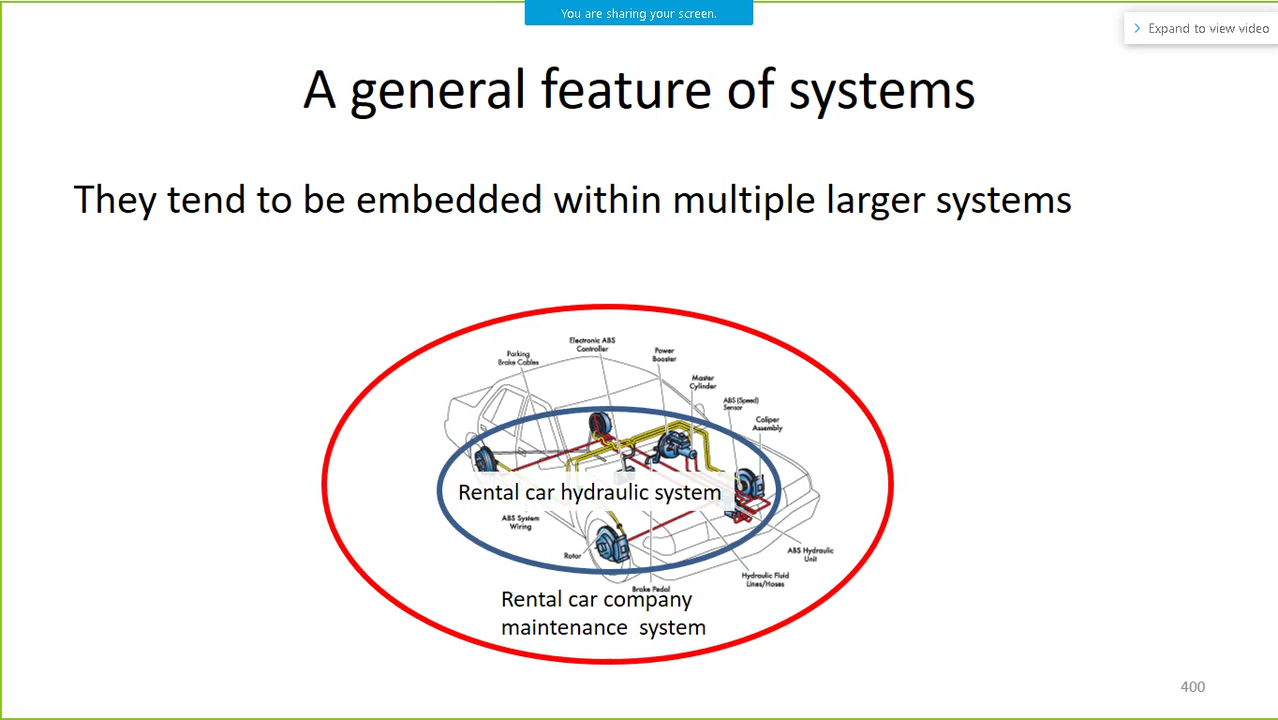 You are sharing your screen.
Expand to view video
A general feature of systems
They tend to be embedded within multiple larger systems
Electronic ABS
Controller
Parking
Brake Cables
Power
Booster
Master
Cylinder
ABS (Speed)
Sensor
Caliper
Assembly
Rental car hydraulic system
ABS System
Wiring
Rotor
ABS Hydraulic
Unit
Hydraulic Fluid
Lines/Hoses
Brake Pedal
Rental car company
maintenance system
400